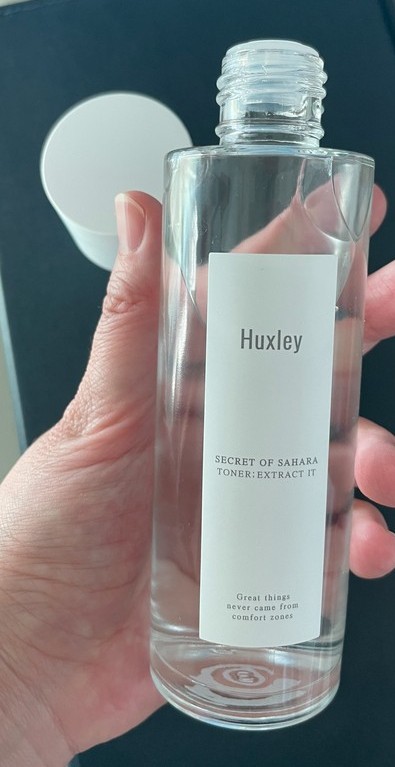 Huxley
SECRET OF SAHARA
TONER:EXTRACT IT
Great things
never came from
comfort zones